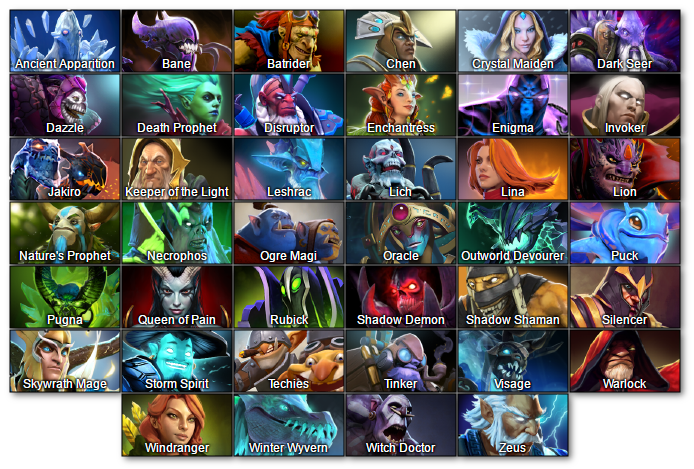 Ancient Apparition
Bane
Batrider
Chen
Crystal Maiden
Dark Seer
Dazzle
Death Prophet
Disruptor
Enchantress
Enigma
Invoker
Jakiro
Keeper of the Light
Leshrac
Lich
Lina
Lion
Nature's Prophet
Necrophos
Ogre Magi
Oracle
Outworld Devourer
Puck
Pugna
Queen of Pain
Rubick
Shadow Demon
Shadow Shaman
Silencer
Skywrath Mage
Storm Spirit
Techies
Tinker
Visage
Warlock
Windranger
Winter Wyvern
Witch Doctor
Zeus